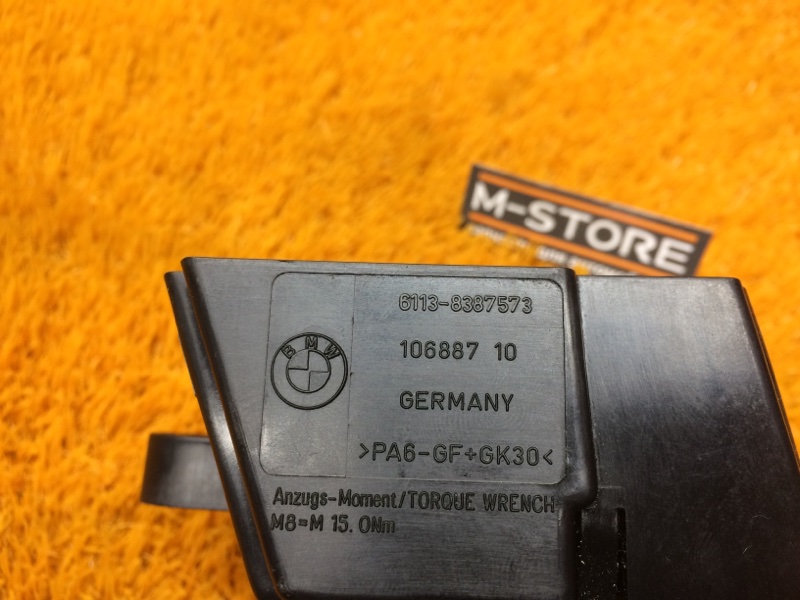 M-STORE
6113-8387573
BMW
106887 10
GERMANY
>PA6-GF+GK30<
Anzugs-Moment/TORQUE WRENCH
M8=M 15.0Nm